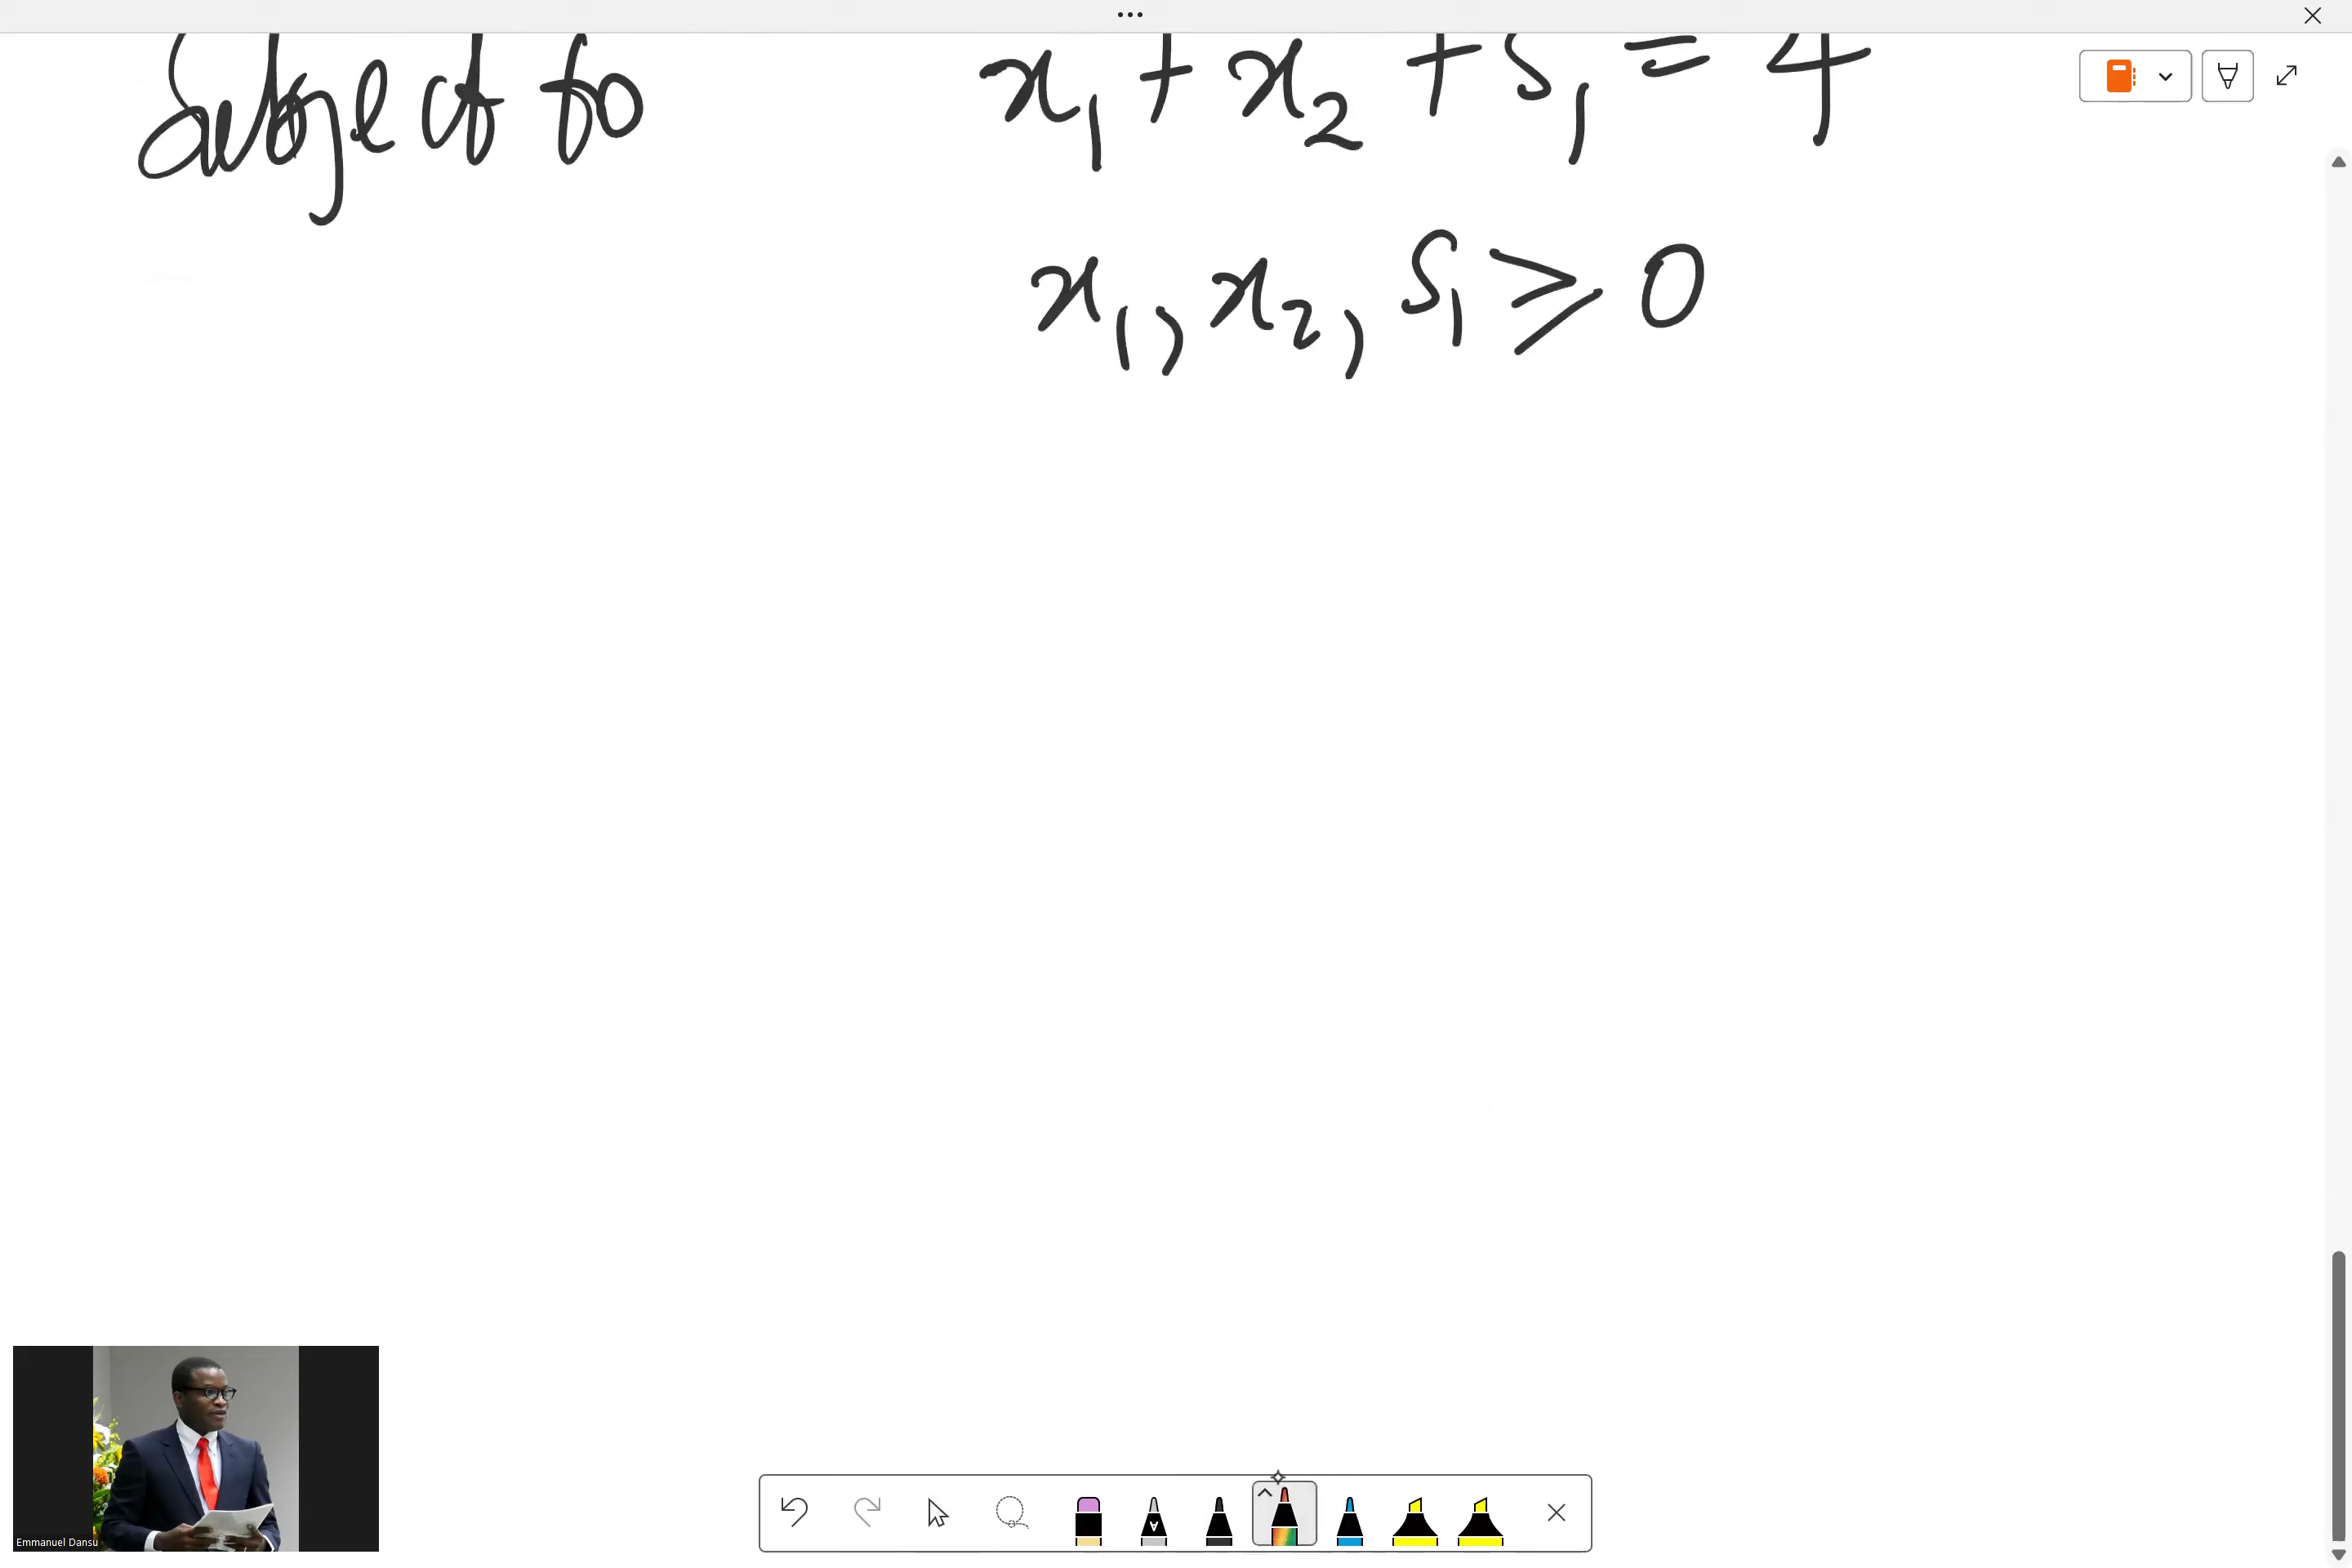 Subject to x₁ + x₂ + s₁ = 4
x₁, x₂, s₁ ⩾ 0
Emmanuel Dansu